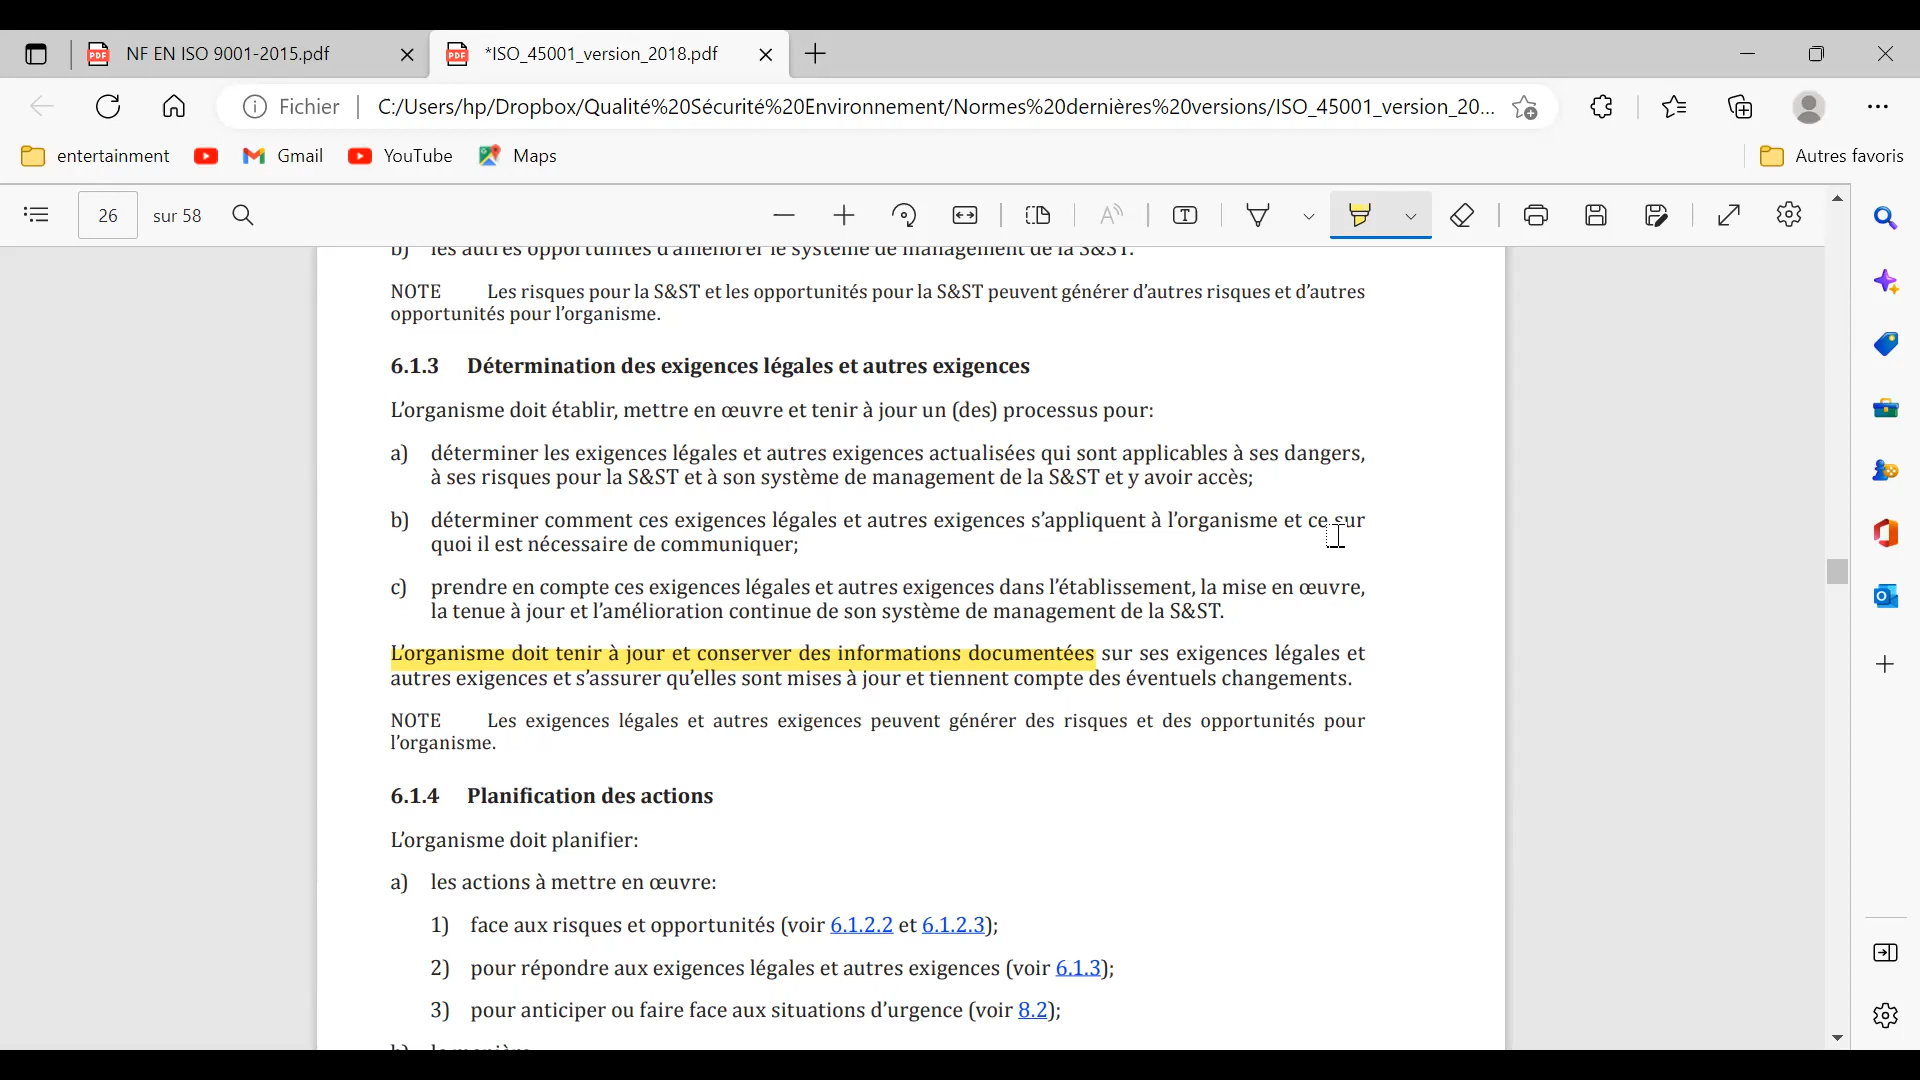 NF EN ISO 9001-2015.pdf
*ISO_45001_version_2018.pdf
Fichier
C:/Users/hp/Dropbox/Qualité%20Sécurité%20Environnement/Normes%20dernières%20versions/ISO_45001_version_20...
entertainment
Gmail
YouTube
Maps
Autres favoris
26
sur 58
b) les autres opportunités d'améliorer le système de management de la S&ST.
NOTE Les risques pour la S&ST et les opportunités pour la S&ST peuvent générer d'autres risques et d'autres
opportunités pour l'organisme.
6.1.3 Détermination des exigences légales et autres exigences
L'organisme doit établir, mettre en œuvre et tenir à jour un (des) processus pour:
a) déterminer les exigences légales et autres exigences actualisées qui sont applicables à ses dangers,
à ses risques pour la S&ST et à son système de management de la S&ST et y avoir accès;
b) déterminer comment ces exigences légales et autres exigences s'appliquent à l'organisme et ce sur
quoi il est nécessaire de communiquer;
c) prendre en compte ces exigences légales et autres exigences dans l'établissement, la mise en œuvre,
la tenue à jour et l'amélioration continue de son système de management de la S&ST.
L'organisme doit tenir à jour et conserver des informations documentées sur ses exigences légales et
autres exigences et s'assurer qu'elles sont mises à jour et tiennent compte des éventuels changements.
NOTE Les exigences légales et autres exigences peuvent générer des risques et des opportunités pour
l'organisme.
6.1.4 Planification des actions
L'organisme doit planifier:
a) les actions à mettre en œuvre:
1) face aux risques et opportunités (voir 6.1.2.2 et 6.1.2.3);
2) pour répondre aux exigences légales et autres exigences (voir 6.1.3);
3) pour anticiper ou faire face aux situations d'urgence (voir 8.2);